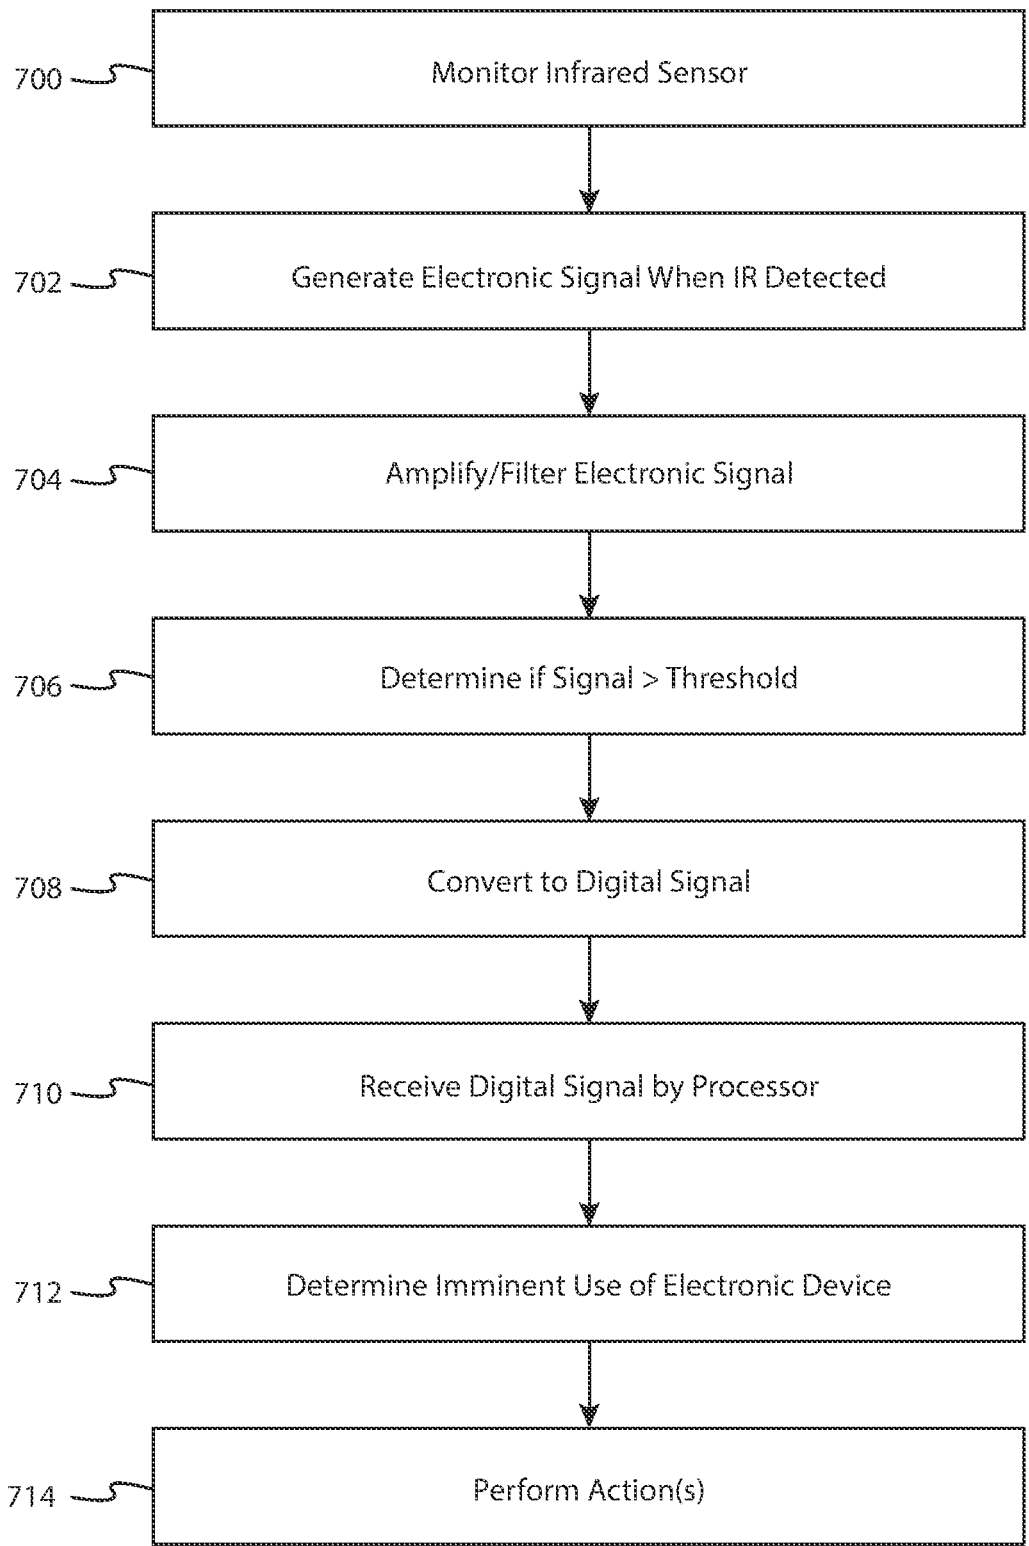 700 Monitor Infrared Sensor
702 Generate Electronic Signal When IR Detected
704 Amplify/Filter Electronic Signal
706 Determine if Signal > Threshold
708 Convert to Digital Signal
710 Receive Digital Signal by Processor
712 Determine Imminent Use of Electronic Device
714 Perform Action(s)